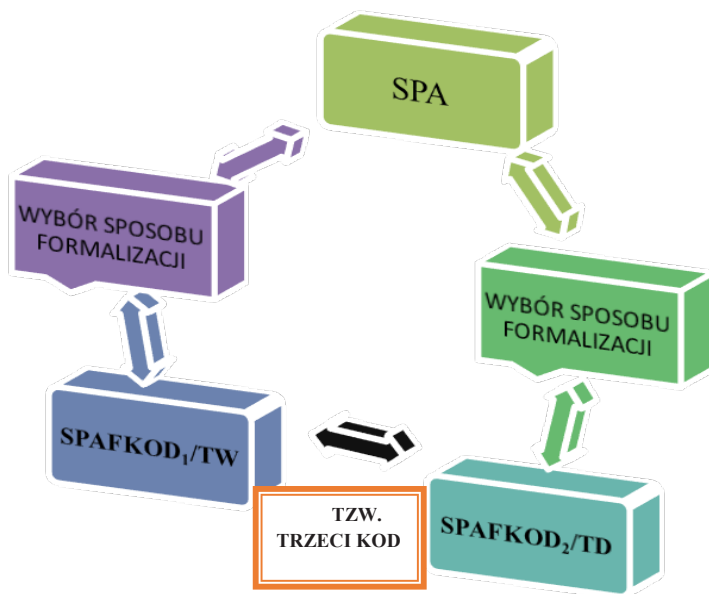 SPA
WYBÓR SPOSOBU
FORMALIZACJI
WYBÓR SPOSOBU
FORMALIZACJI
SPAFKOD₁/TW
TZW.
TRZECI KOD
SPAFKOD₂/TD